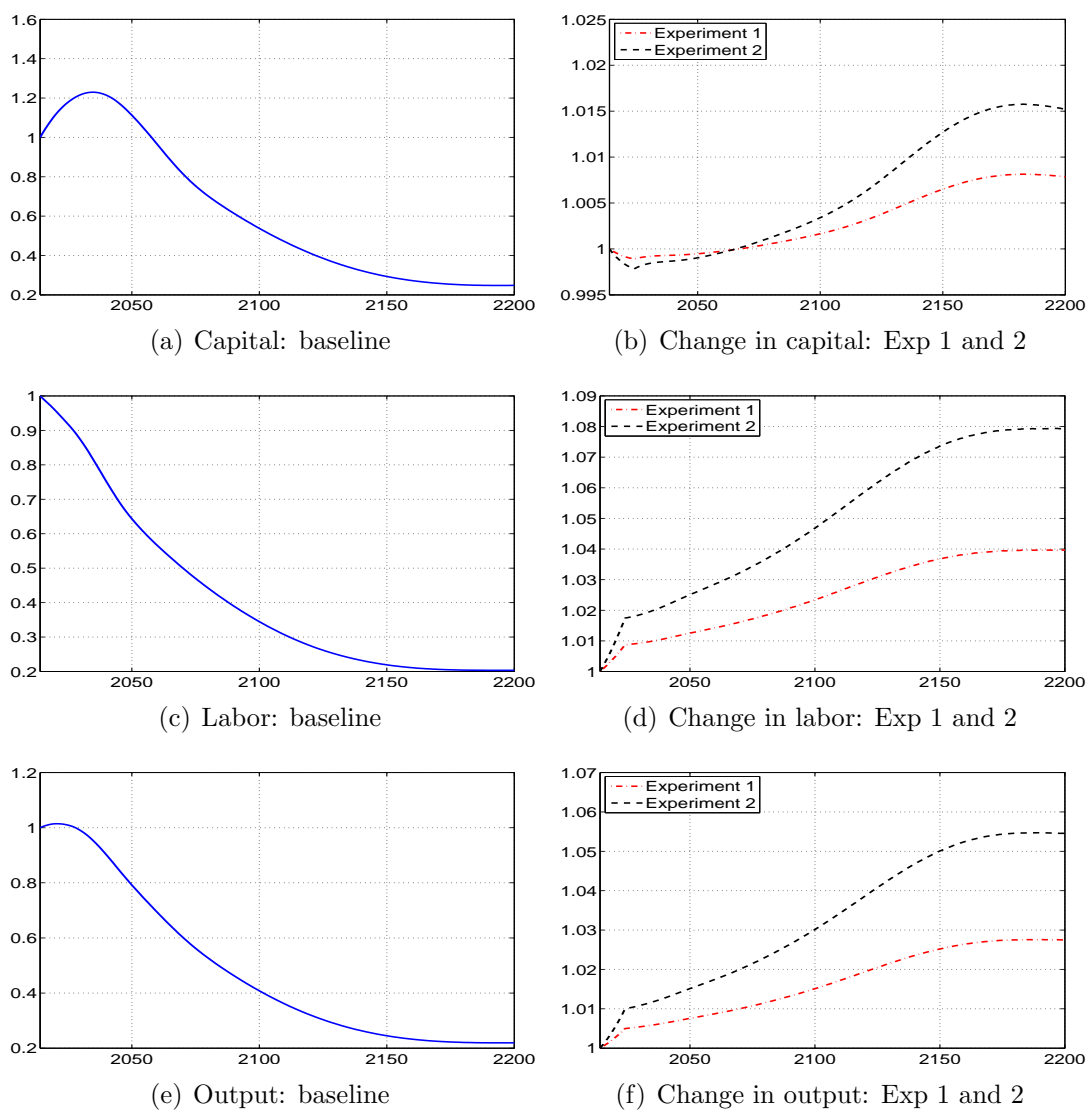 1.6
1.4
1.2
1
0.8
0.6
0.4
0.2
2050 2100 2150 2200
(a) Capital: baseline
1.025
1.02
1.015
1.01
1.005
1
0.995
Experiment 1
Experiment 2
2050 2100 2150 2200
(b) Change in capital: Exp 1 and 2
1
0.9
0.8
0.7
0.6
0.5
0.4
0.3
0.2
2050 2100 2150 2200
(c) Labor: baseline
1.09
1.08
1.07
1.06
1.05
1.04
1.03
1.02
1.01
1
Experiment 1
Experiment 2
2050 2100 2150 2200
(d) Change in labor: Exp 1 and 2
1.2
1
0.8
0.6
0.4
0.2
2050 2100 2150 2200
(e) Output: baseline
1.07
1.06
1.05
1.04
1.03
1.02
1.01
1
Experiment 1
Experiment 2
2050 2100 2150 2200
(f) Change in output: Exp 1 and 2